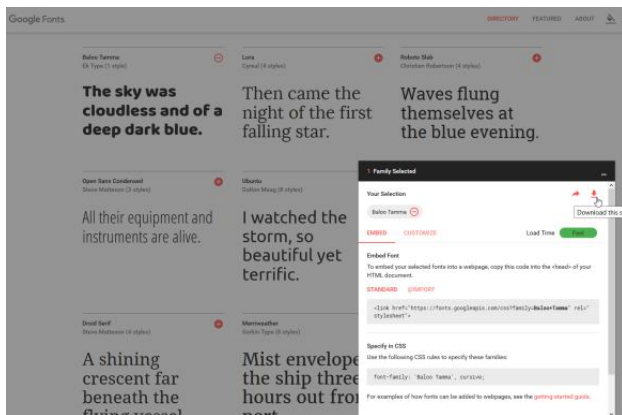 Google Fonts
DIRECTORY
FEATURED
ABOUT
Baloo Tamma
Ek Type (1 style)
The sky was
cloudless and of a
deep dark blue.
Lora
Cyreal (4 styles)
Then came the
night of the first
falling star.
Roboto Slab
Christian Robertson (4 styles)
Waves flung
themselves at
the blue evening.
Open Sans Condensed
Steve Matteson (3 styles)
All their equipment and
instruments are alive.
Ubuntu
Dalton Maag (8 styles)
I watched the
storm, so
beautiful yet
terrific.
Droid Serif
Steve Matteson (4 styles)
A shining
crescent far
beneath the
flying vessel
Merriweather
Sorkin Type (8 styles)
Mist envelope
the ship three
hours out from
port.
1 Family Selected
Your Selection
Download this
Baloo Tamma
EMBED
CUSTOMIZE
Load Time
Fast
Embed Font
To embed your selected fonts into a webpage, copy this code into the <head> of your
HTML document.
STANDARD
@IMPORT
<link href="https://fonts.googleapis.com/css?family=Baloo+Tamma" rel="
stylesheet">
Specify in CSS
Use the following CSS rules to specify these families:
font-family: 'Baloo Tamma', cursive;
For examples of how fonts can be added to webpages, see the getting started guide.